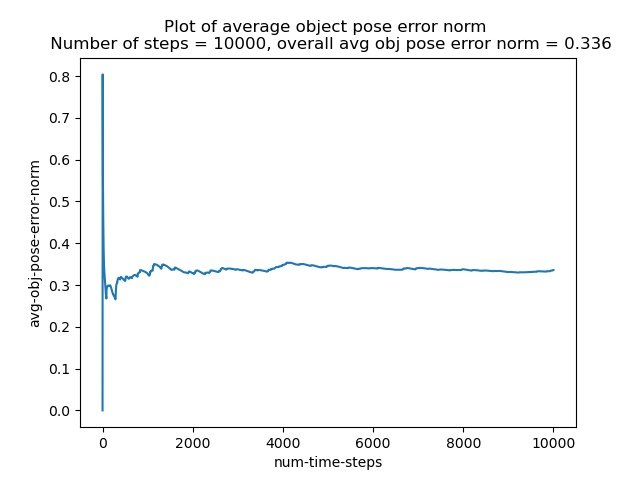 Plot of average object pose error norm
Number of steps = 10000, overall avg obj pose error norm = 0.336
0.8
0.7
0.6
0.5
0.4
0.3
0.2
0.1
0.0
avg-obj-pose-error-norm
0 2000 4000 6000 8000 10000
num-time-steps